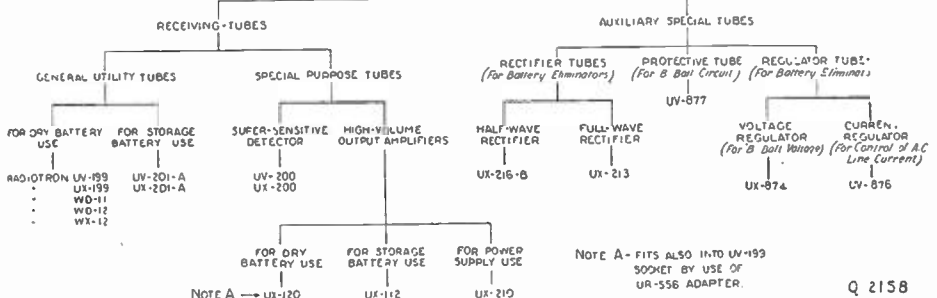 RECEIVING-TUBES
AUXILIARY SPECIAL TUBES
GENERAL UTILITY TUBES
SPECIAL PURPOSE TUBES
RECTIFIER TUBES
(For Battery Eliminators)
PROTECTIVE TUBE
(For B Batt Circuit)
UV-877
REGULATOR TUBE
(For Battery Eliminators
FOR DRY BATTERY
USE
FOR STORAGE
BATTERY USE
SUPER-SENSITIVE
DETECTOR
HIGH-VOLUME
OUTPUT AMPLIFIERS
HALF-WAVE
RECTIFIER
FULL-WAVE
RECTIFIER
VOLTAGE
REGULATOR
(For B Batt Voltage)
CURRENT
REGULATOR
(For Control of A.C
Line Current)
RADIOTRON UV-199
" UX-199
" WD-11
" WD-12
" WX-12
UV-201-A
UX-201-A
UV-200
UX-200
UX-216-B
UX-213
UX-874
UV-876
FOR DRY
BATTERY USE
FOR STORAGE
BATTERY USE
FOR POWER
SUPPLY USE
NOTE A → UX-120
UX-112
UX-210
NOTE A - FITS ALSO INTO UV-199
SOCKET BY USE OF
UR-556 ADAPTER.
Q 2158